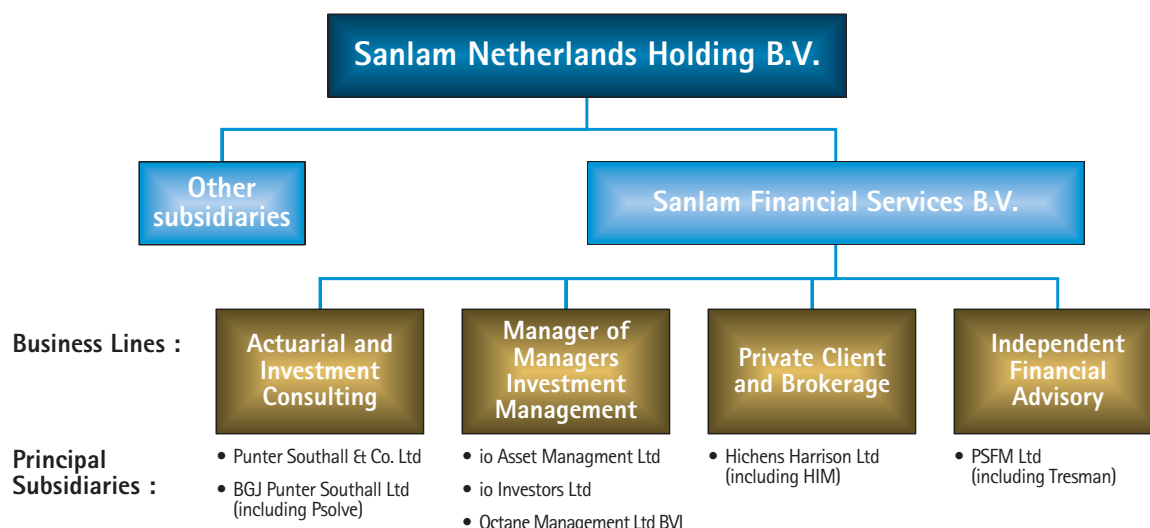 Sanlam Netherlands Holding B.V.
Other
subsidiaries
Sanlam Financial Services B.V.
Business Lines :
Actuarial and
Investment
Consulting
Manager of
Managers
Investment
Management
Private Client
and Brokerage
Independent
Financial
Advisory
Principal
Subsidiaries :
• Punter Southall & Co. Ltd
• BGJ Punter Southall Ltd
(including Psolve)
• io Asset Managment Ltd
• io Investors Ltd
• Octane Management Ltd BVI
• Hichens Harrison Ltd
(including HIM)
• PSFM Ltd
(including Tresman)